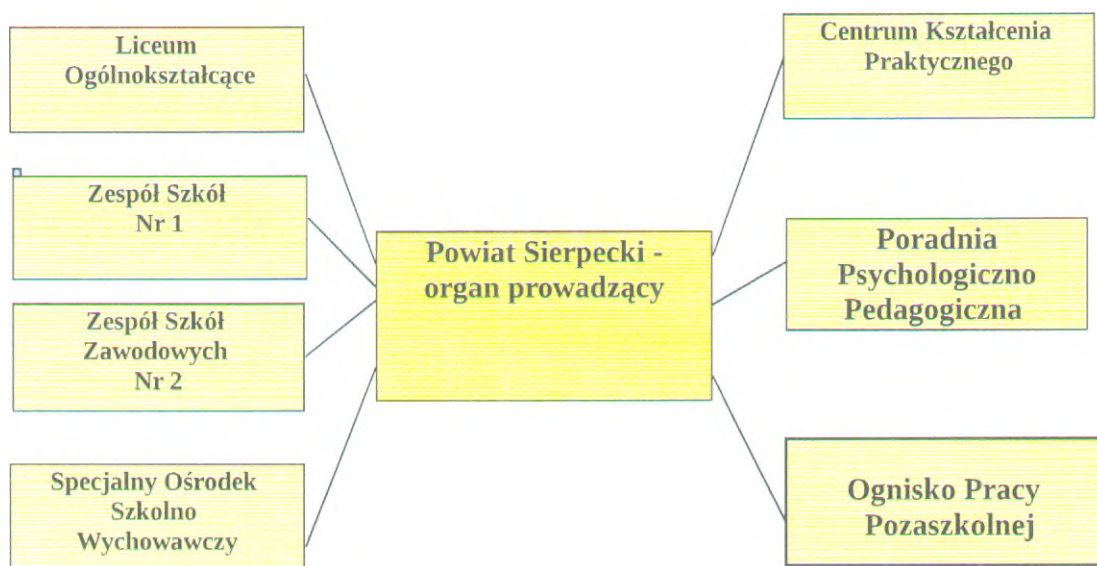 Liceum
Ogólnokształcące
Zespół Szkół
Nr 1
Zespół Szkół
Zawodowych
Nr 2
Specjalny Ośrodek
Szkolno
Wychowawczy
Powiat Sierpecki -
organ prowadzący
Centrum Kształcenia
Praktycznego
Poradnia
Psychologiczno
Pedagogiczna
Ognisko Pracy
Pozaszkolnej